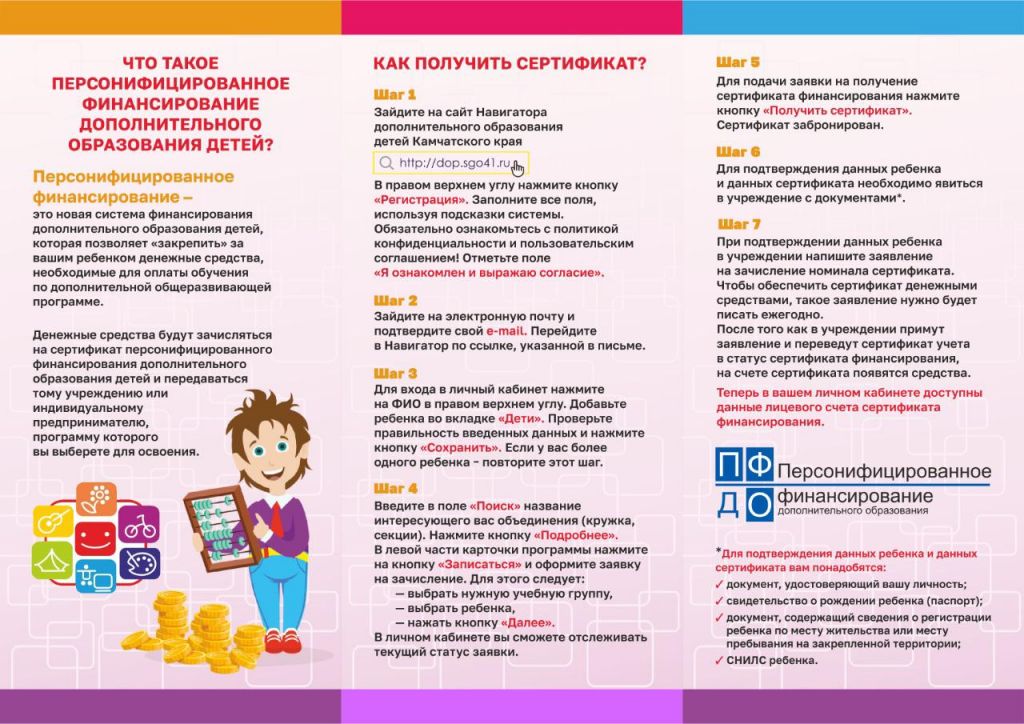 ЧТО ТАКОЕ
ПЕРСОНИФИЦИРОВАННОЕ
ФИНАНСИРОВАНИЕ
ДОПОЛНИТЕЛЬНОГО
ОБРАЗОВАНИЯ ДЕТЕЙ?
Персонифицированное
финансирование –
это новая система финансирования
дополнительного образования детей,
которая позволяет «закрепить» за
вашим ребенком денежные средства,
необходимые для оплаты обучения
по дополнительной общеразвивающей
программе.
Денежные средства будут зачисляться
на сертификат персонифицированного
финансирования дополнительного
образования детей и передаваться
тому учреждению или
индивидуальному
предпринимателю,
программу которого
вы выберете для освоения.
КАК ПОЛУЧИТЬ СЕРТИФИКАТ?
Шаг 1
Зайдите на сайт Навигатора
дополнительного образования
детей Камчатского края
http://dop.sgo41.ru
В правом верхнем углу нажмите кнопку
«Регистрация». Заполните все поля,
используя подсказки системы.
Обязательно ознакомьтесь с политикой
конфиденциальности и пользовательским
соглашением! Отметьте поле
«Я ознакомлен и выражаю согласие».
Шаг 2
Зайдите на электронную почту и
подтвердите свой e-mail. Перейдите
в Навигатор по ссылке, указанной в письме.
Шаг 3
Для входа в личный кабинет нажмите
на ФИО в правом верхнем углу. Добавьте
ребенка во вкладке «Дети». Проверьте
правильность введенных данных и нажмите
кнопку «Сохранить». Если у вас более
одного ребенка – повторите этот шаг.
Шаг 4
Введите в поле «Поиск» название
интересующего вас объединения (кружка,
секции). Нажмите кнопку «Подробнее».
В левой части карточки программы нажмите
на кнопку «Записаться» и оформите заявку
на зачисление. Для этого следует:
— выбрать нужную учебную группу,
— выбрать ребенка,
— нажать кнопку «Далее».
В личном кабинете вы сможете отслеживать
текущий статус заявки.
Шаг 5
Для подачи заявки на получение
сертификата финансирования нажмите
кнопку «Получить сертификат».
Сертификат забронирован.
Шаг 6
Для подтверждения данных ребенка
и данных сертификата необходимо явиться
в учреждение с документами*.
Шаг 7
При подтверждении данных ребенка
в учреждении напишите заявление
на зачисление номинала сертификата.
Чтобы обеспечить сертификат денежными
средствами, такое заявление нужно будет
писать ежегодно.
После того как в учреждении примут
заявление и переведут сертификат учета
в статус сертификата финансирования,
на счете сертификата появятся средства.
Теперь в вашем личном кабинете доступны
данные лицевого счета сертификата
финансирования.
ПФ Персонифицированное
ДО финансирование
дополнительного образования
*Для подтверждения данных ребенка и данных
сертификата вам понадобятся:
✓ документ, удостоверяющий вашу личность;
✓ свидетельство о рождении ребенка (паспорт);
✓ документ, содержащий сведения о регистрации
ребенка по месту жительства или месту
пребывания на закрепленной территории;
✓ СНИЛС ребенка.